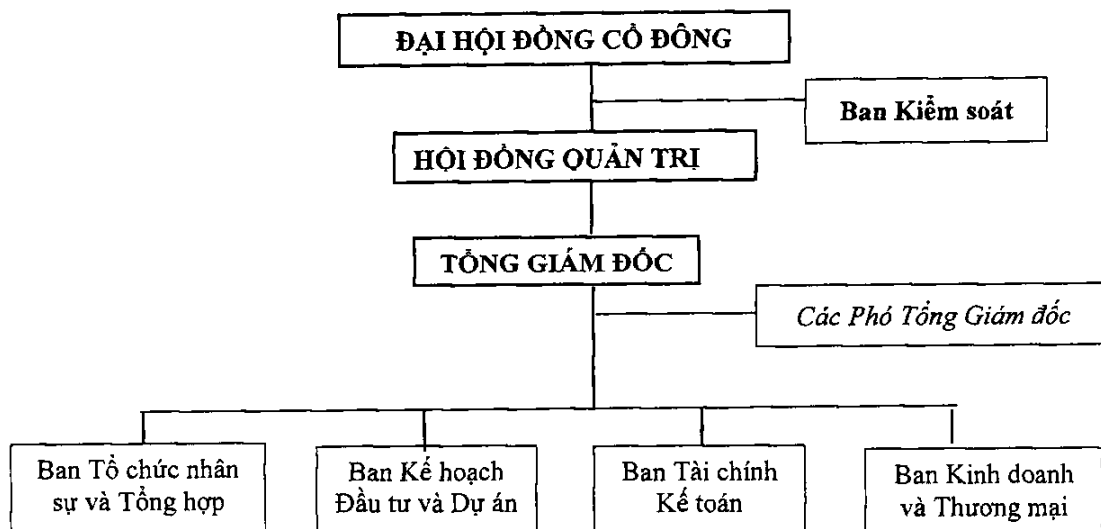 ĐẠI HỘI ĐỒNG CỔ ĐÔNG
Ban Kiểm soát
HỘI ĐỒNG QUẢN TRỊ
TỔNG GIÁM ĐỐC
Các Phó Tổng Giám đốc
Ban Tổ chức nhân
sự và Tổng hợp
Ban Kế hoạch
Đầu tư và Dự án
Ban Tài chính
Kế toán
Ban Kinh doanh
và Thương mại